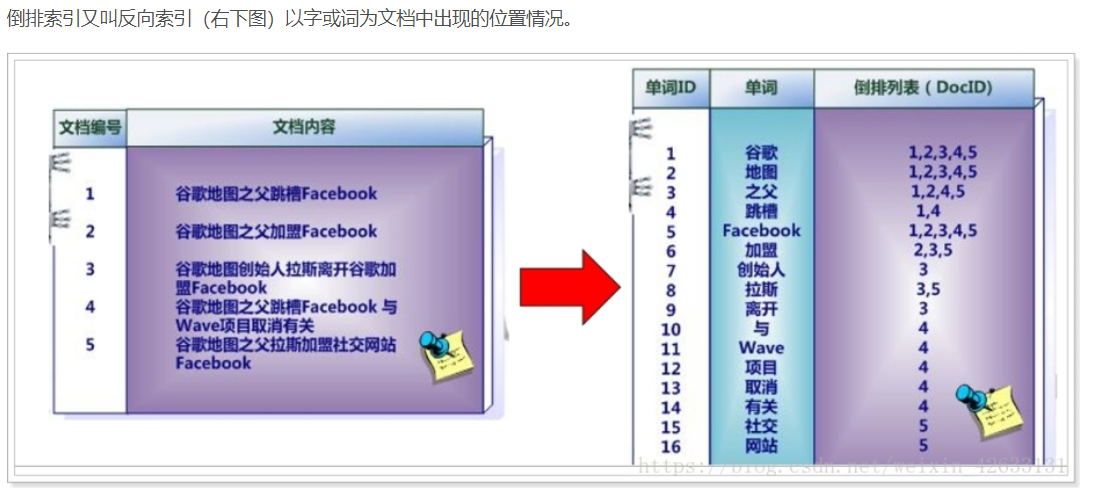 倒排索引又叫反向索引（右下图）以字或词为文档中出现的位置情况。
文档编号 文档内容
1 谷歌地图之父跳槽Facebook
2 谷歌地图之父加盟Facebook
3 谷歌地图创始人拉斯离开谷歌加
盟Facebook
4 谷歌地图之父跳槽Facebook 与
Wave项目取消有关
5 谷歌地图之父拉斯加盟社交网站
Facebook
单词ID 单词 倒排列表（DocID)
1 谷歌 1,2,3,4,5
2 地图 1,2,3,4,5
3 之父 1,2,4,5
4 跳槽 1,4
5 Facebook 1,2,3,4,5
6 加盟 2,3,5
7 创始人 3
8 拉斯 3,5
9 离开 3
10 与 4
11 Wave 4
12 项目 4
13 取消 4
14 有关 4
15 社交 5
16 网站 5
https://blog.csdn.net/weixin_42633131